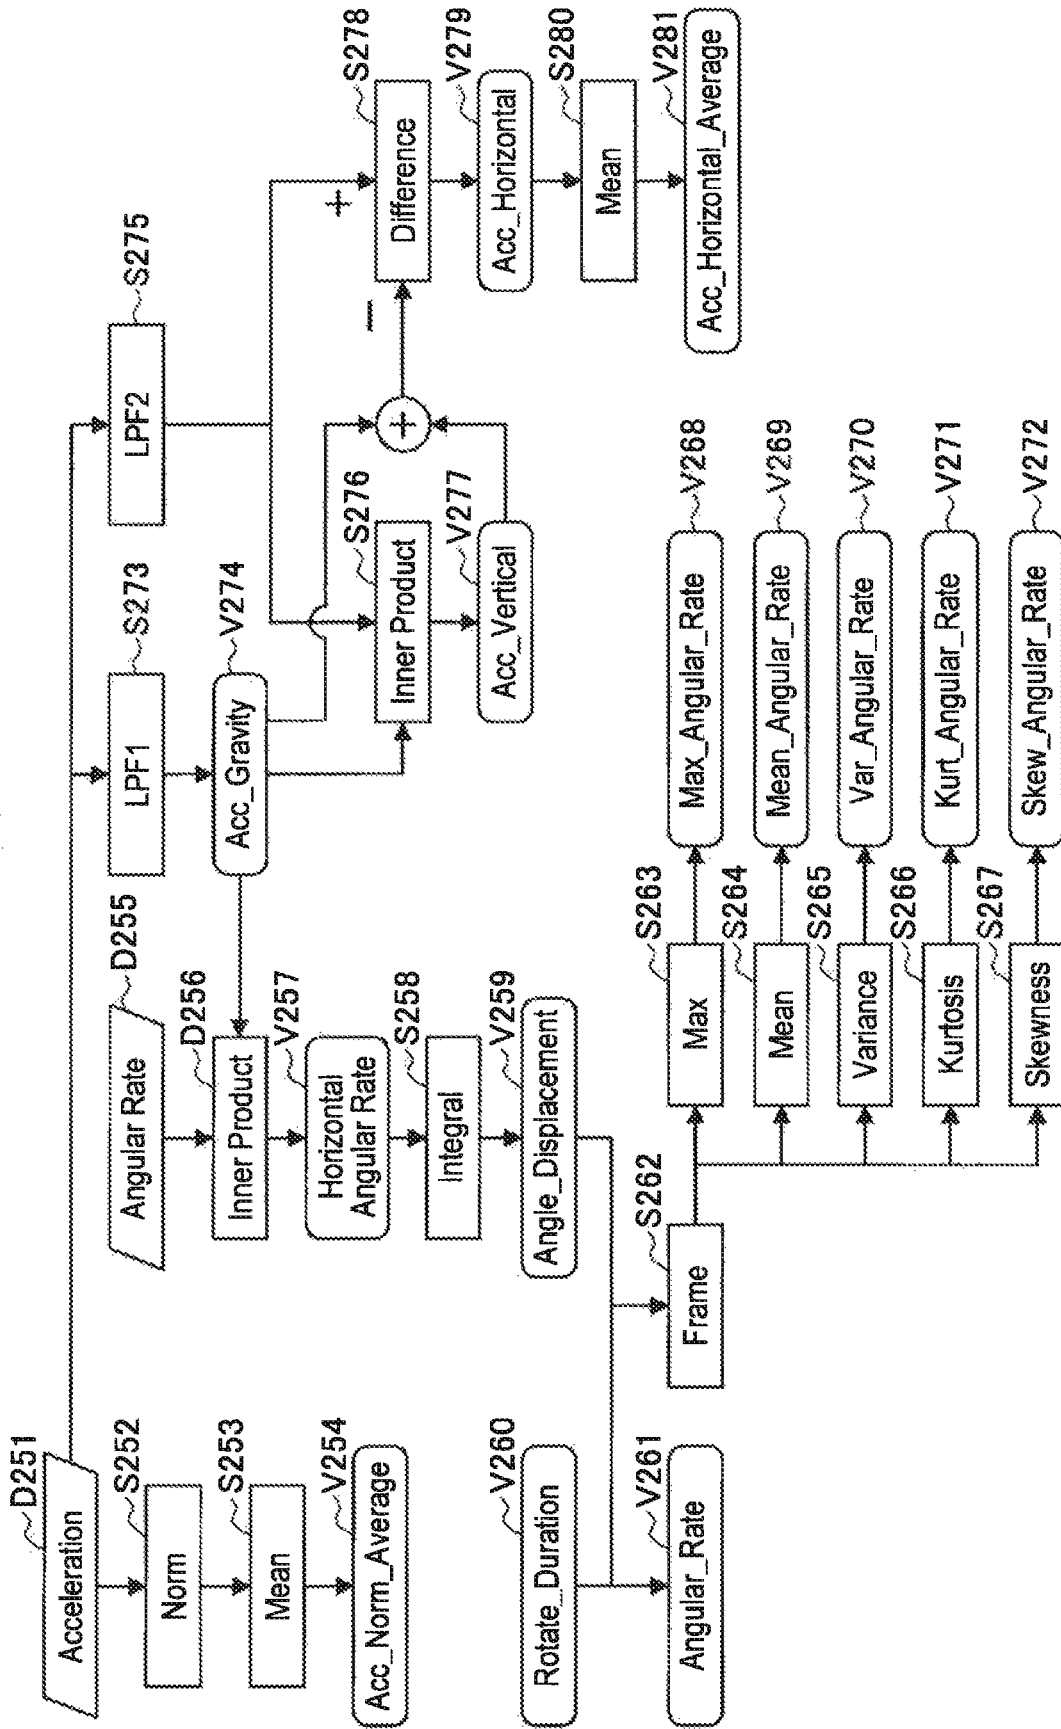 D251
Acceleration
S252
Norm
S253
Mean
V254
Acc_Norm_Average
D255
Angular Rate
D256
Inner Product
V257
Horizontal
Angular Rate
S258
Integral
V259
Angle_Displacement
V260
Rotate_Duration
V261
Angular_Rate
S262
Frame
S263
Max
V268
Max_Angular_Rate
S264
Mean
V269
Mean_Angular_Rate
S265
Variance
V270
Var_Angular_Rate
S266
Kurtosis
V271
Kurt_Angular_Rate
S267
Skewness
V272
Skew_Angular_Rate
S273
LPF1
V274
Acc_Gravity
S275
LPF2
S276
Inner Product
V277
Acc_Vertical
+
−
+
S278
Difference
V279
Acc_Horizontal
S280
Mean
V281
Acc_Horizontal_Average